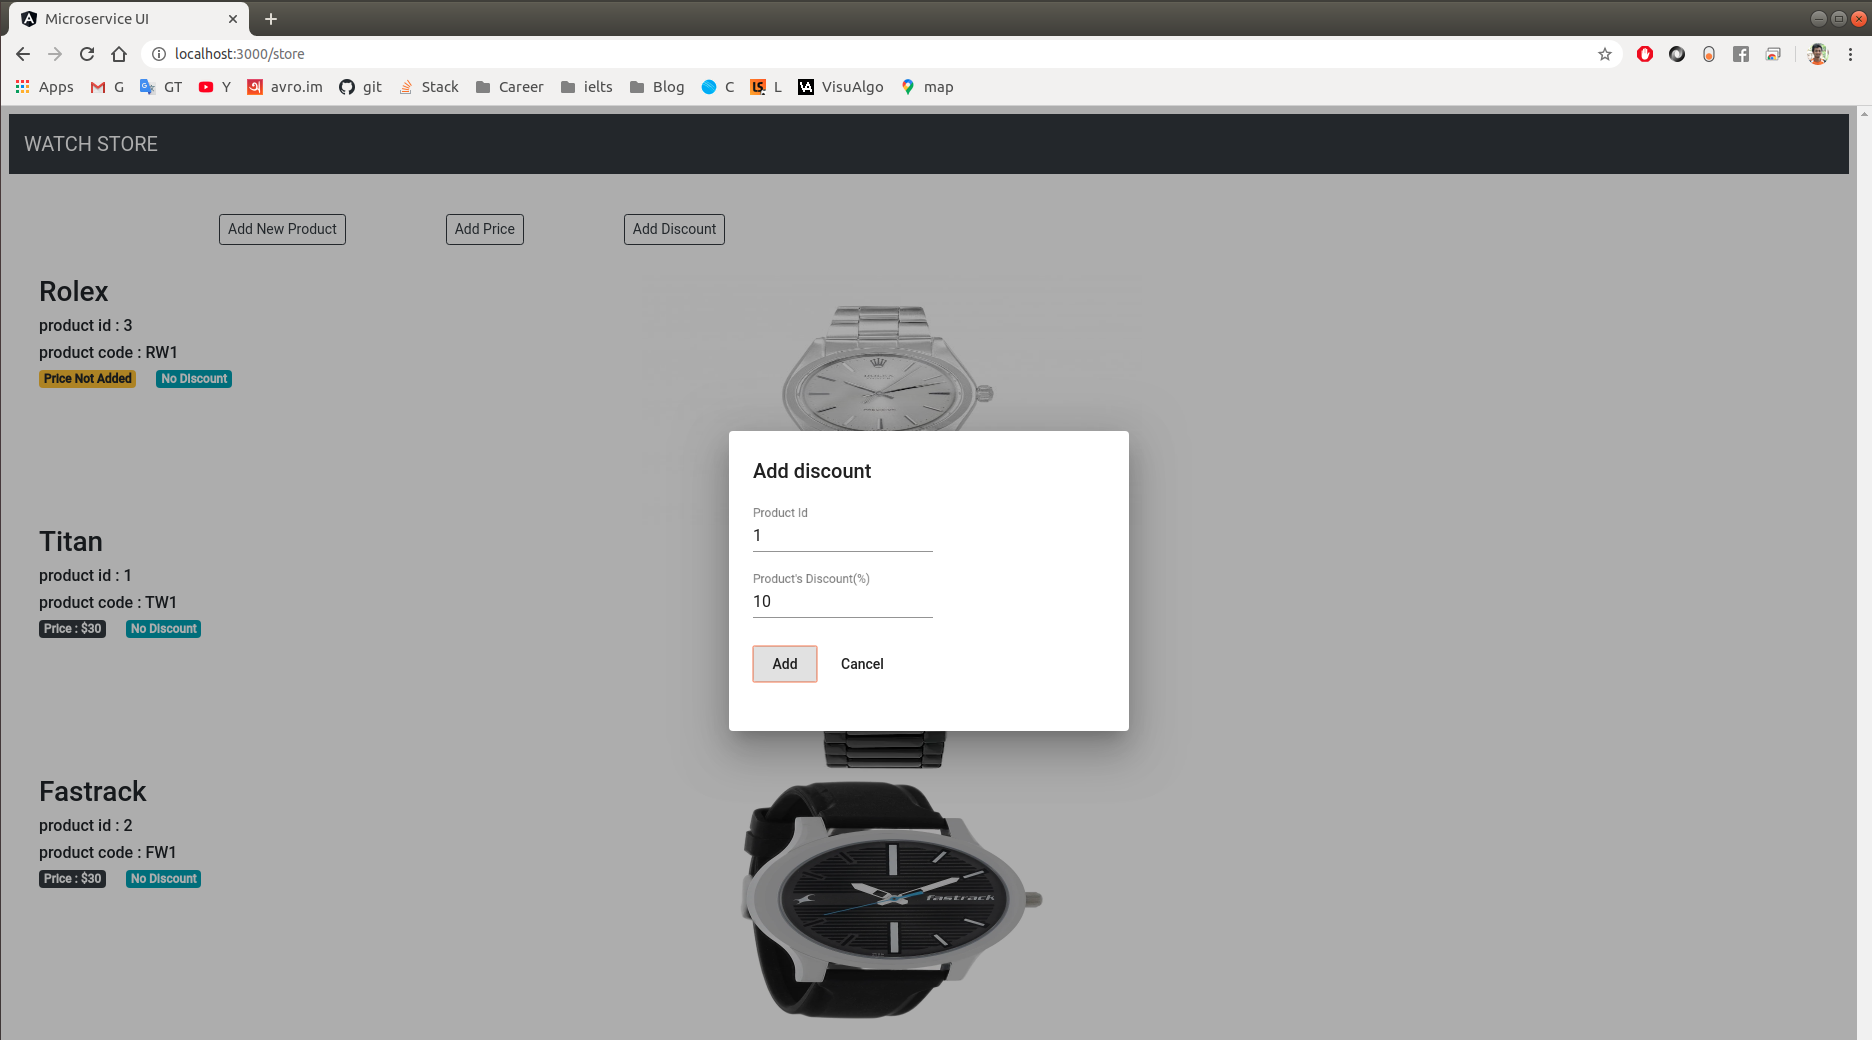 Microservice UI
localhost:3000/store
Apps G GT Y avro.im git Stack Career ielts Blog C L VisuAlgo map
WATCH STORE
Add New Product Add Price Add Discount
Rolex
product id : 3
product code : RW1
Price Not Added No Discount
Add discount
Product Id
1
Product's Discount(%)
10
Add Cancel
Titan
product id : 1
product code : TW1
Price : $30 No Discount
Fastrack
product id : 2
product code : FW1
Price : $30 No Discount
fastrack